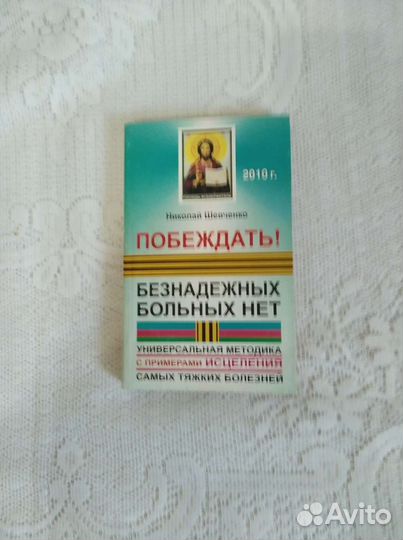 2010 г.
Николай Шевченко
ПОБЕЖДАТЬ!
БЕЗНАДЕЖНЫХ
БОЛЬНЫХ НЕТ
УНИВЕРСАЛЬНАЯ МЕТОДИКА
С ПРИМЕРАМИ ИСЦЕЛЕНИЯ
САМЫХ ТЯЖКИХ БОЛЕЗНЕЙ
Avito